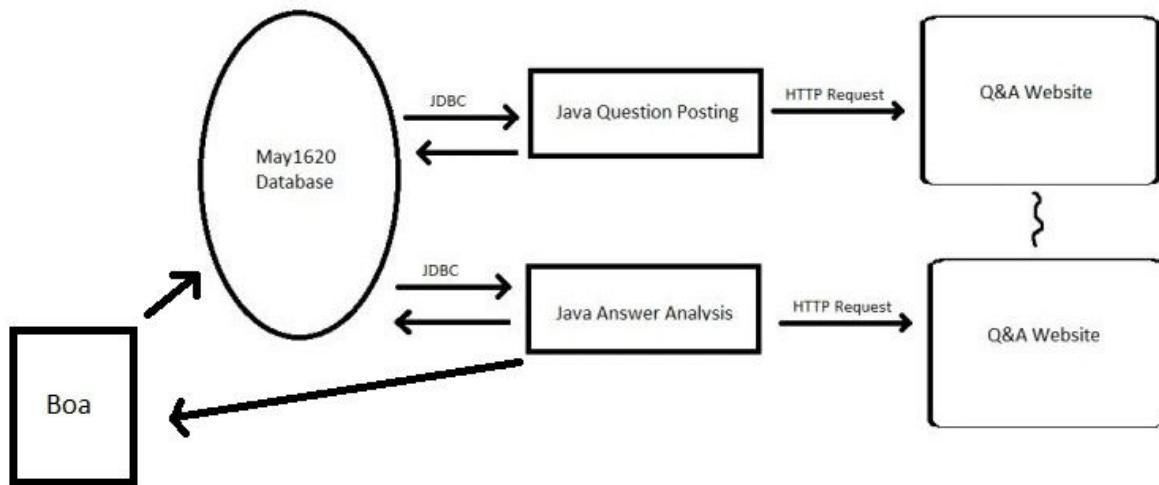 JDBC
Java Question Posting
HTTP Request
Q&A Website
May1620
Database
JDBC
Java Answer Analysis
HTTP Request
Q&A Website
Boa